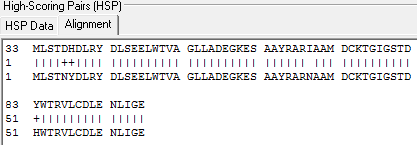 High-Scoring Pairs (HSP)
HSP Data Alignment
33 MLSTDHDLRY DLSEELWTVA GLLADEGKES AAYRARIAAM DCKTGIGSTD
1 ||||++|||| |||||||||| |||||||||| |||||| ||| ||||||||||
1 MLSTNYDLRY DLSEELWTVA GLLADEGKES AAYRARNAAM DCKTGIGSTD
83 YWTRVLCDLE NLIGE
51 +||||||||| |||||
51 HWTRVLCDLE NLIGE